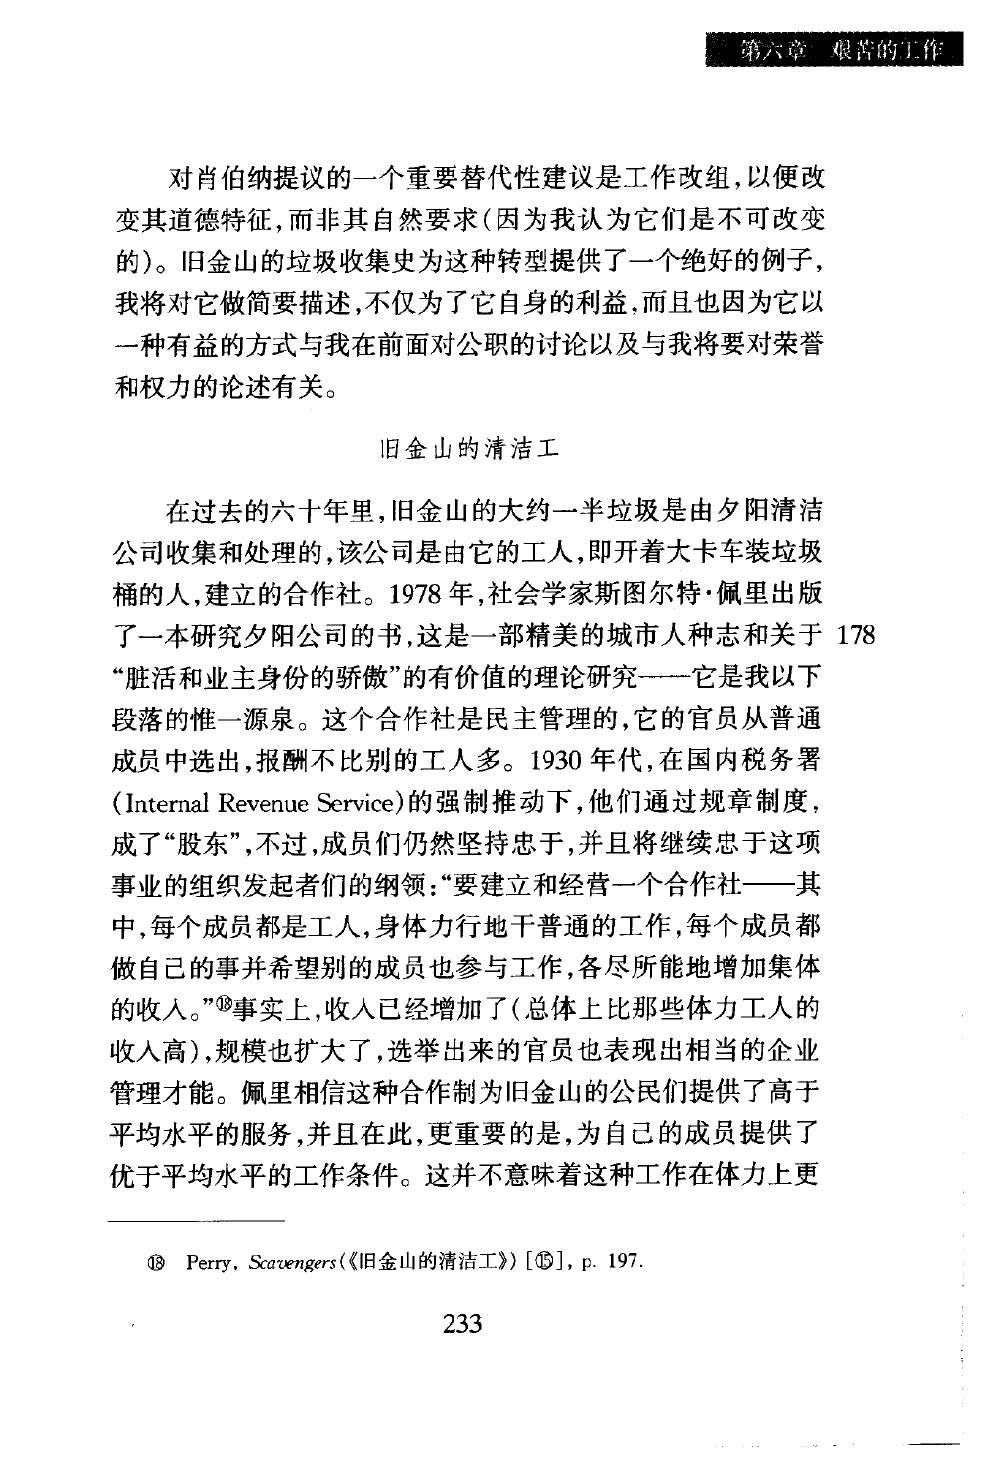 第六章 艰苦的工作
对肖伯纳提议的一个重要替代性建议是工作改组,以便改
变其道德特征,而非其自然要求(因为我认为它们是不可改变
的)。旧金山的垃圾收集史为这种转型提供了一个绝好的例子,
我将对它做简要描述,不仅为了它自身的利益,而且也因为它以
一种有益的方式与我在前面对公职的讨论以及与我将要对荣誉
和权力的论述有关。
旧金山的清洁工
在过去的六十年里,旧金山的大约一半垃圾是由夕阳清洁
公司收集和处理的,该公司是由它的工人,即开着大卡车装垃圾
桶的人,建立的合作社。1978 年,社会学家斯图尔特·佩里出版
了一本研究夕阳公司的书,这是一部精美的城市人种志和关于 178
“脏活和业主身份的骄傲”的有价值的理论研究——它是我以下
段落的惟一源泉。这个合作社是民主管理的,它的官员从普通
成员中选出,报酬不比别的工人多。1930 年代,在国内税务署
(Internal Revenue Service)的强制推动下,他们通过规章制度,
成了“股东”,不过,成员们仍然坚持忠于,并且将继续忠于这项
事业的组织发起者们的纲领:“要建立和经营一个合作社——其
中,每个成员都是工人,身体力行地干普通的工作,每个成员都
做自己的事并希望别的成员也参与工作,各尽所能地增加集体
的收入。”⑱事实上,收入已经增加了(总体上比那些体力工人的
收入高),规模也扩大了,选举出来的官员也表现出相当的企业
管理才能。佩里相信这种合作制为旧金山的公民们提供了高于
平均水平的服务,并且在此,更重要的是,为自己的成员提供了
优于平均水平的工作条件。这并不意味着这种工作在体力上更
⑱ Perry, Scavengers(《旧金山的清洁工》) [⑮], p. 197.
233